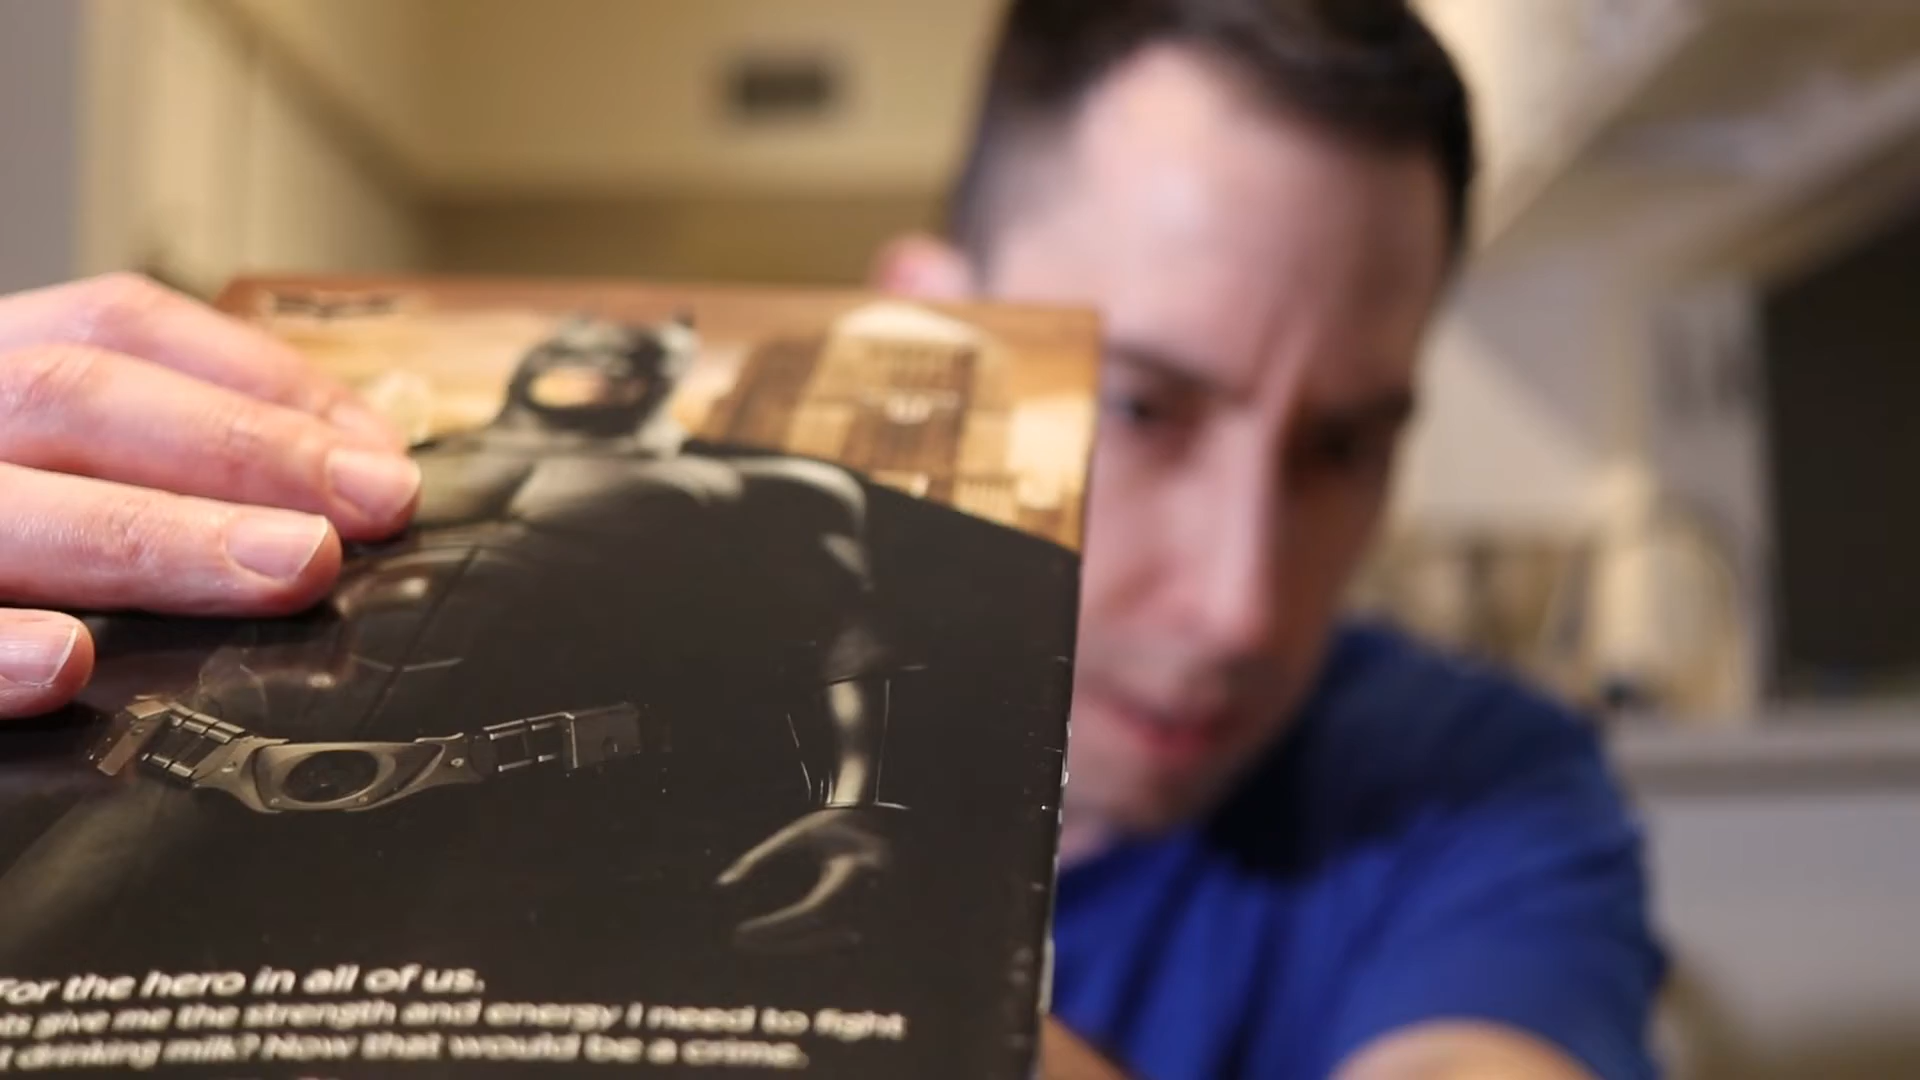 For the hero in all of us.
ts give me the strength and energy I need to fight
t drinking milk? Now that would be a crime.